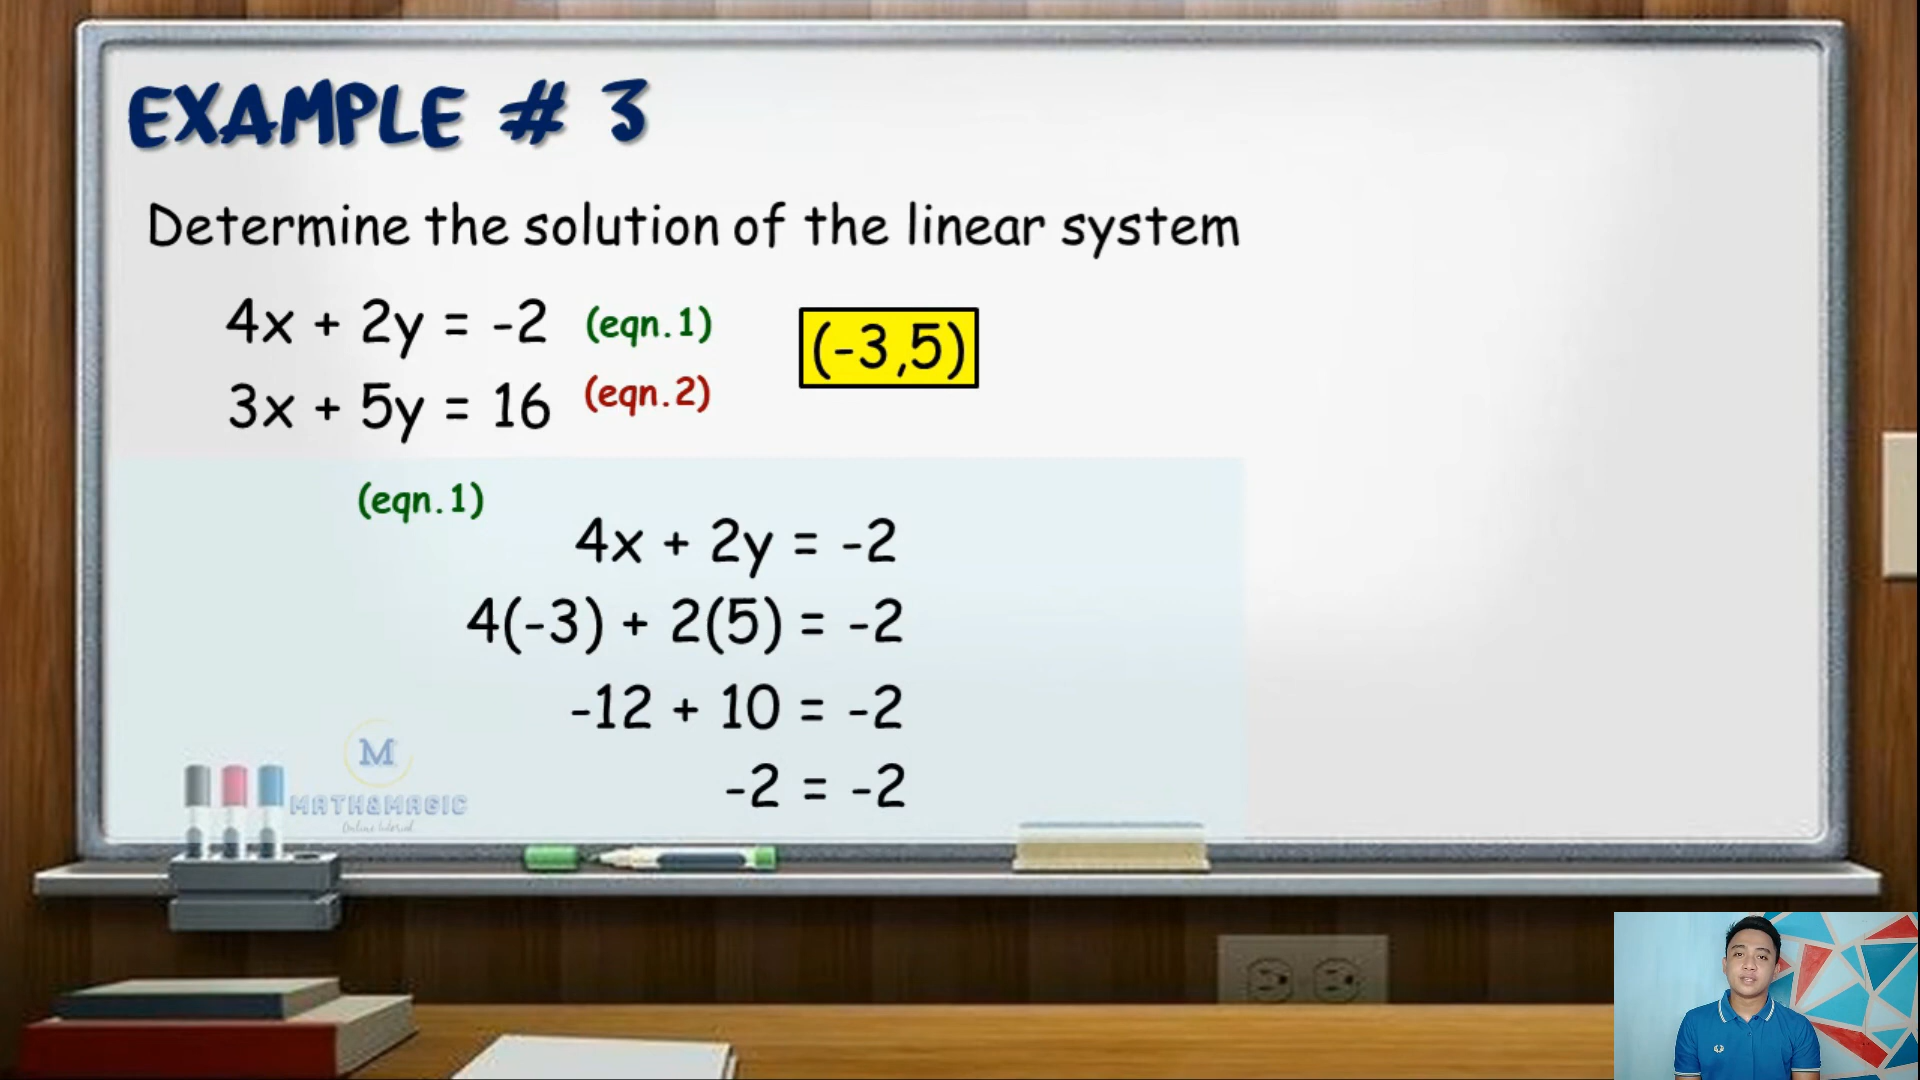 EXAMPLE # 3
Determine the solution of the linear system
4x + 2y = -2 (eqn.1)
(-3,5)
3x + 5y = 16 (eqn.2)
(eqn.1)
4x + 2y = -2
4(-3) + 2(5) = -2
-12 + 10 = -2
-2 = -2
M
MATH&MAGIC
Online Tutorial